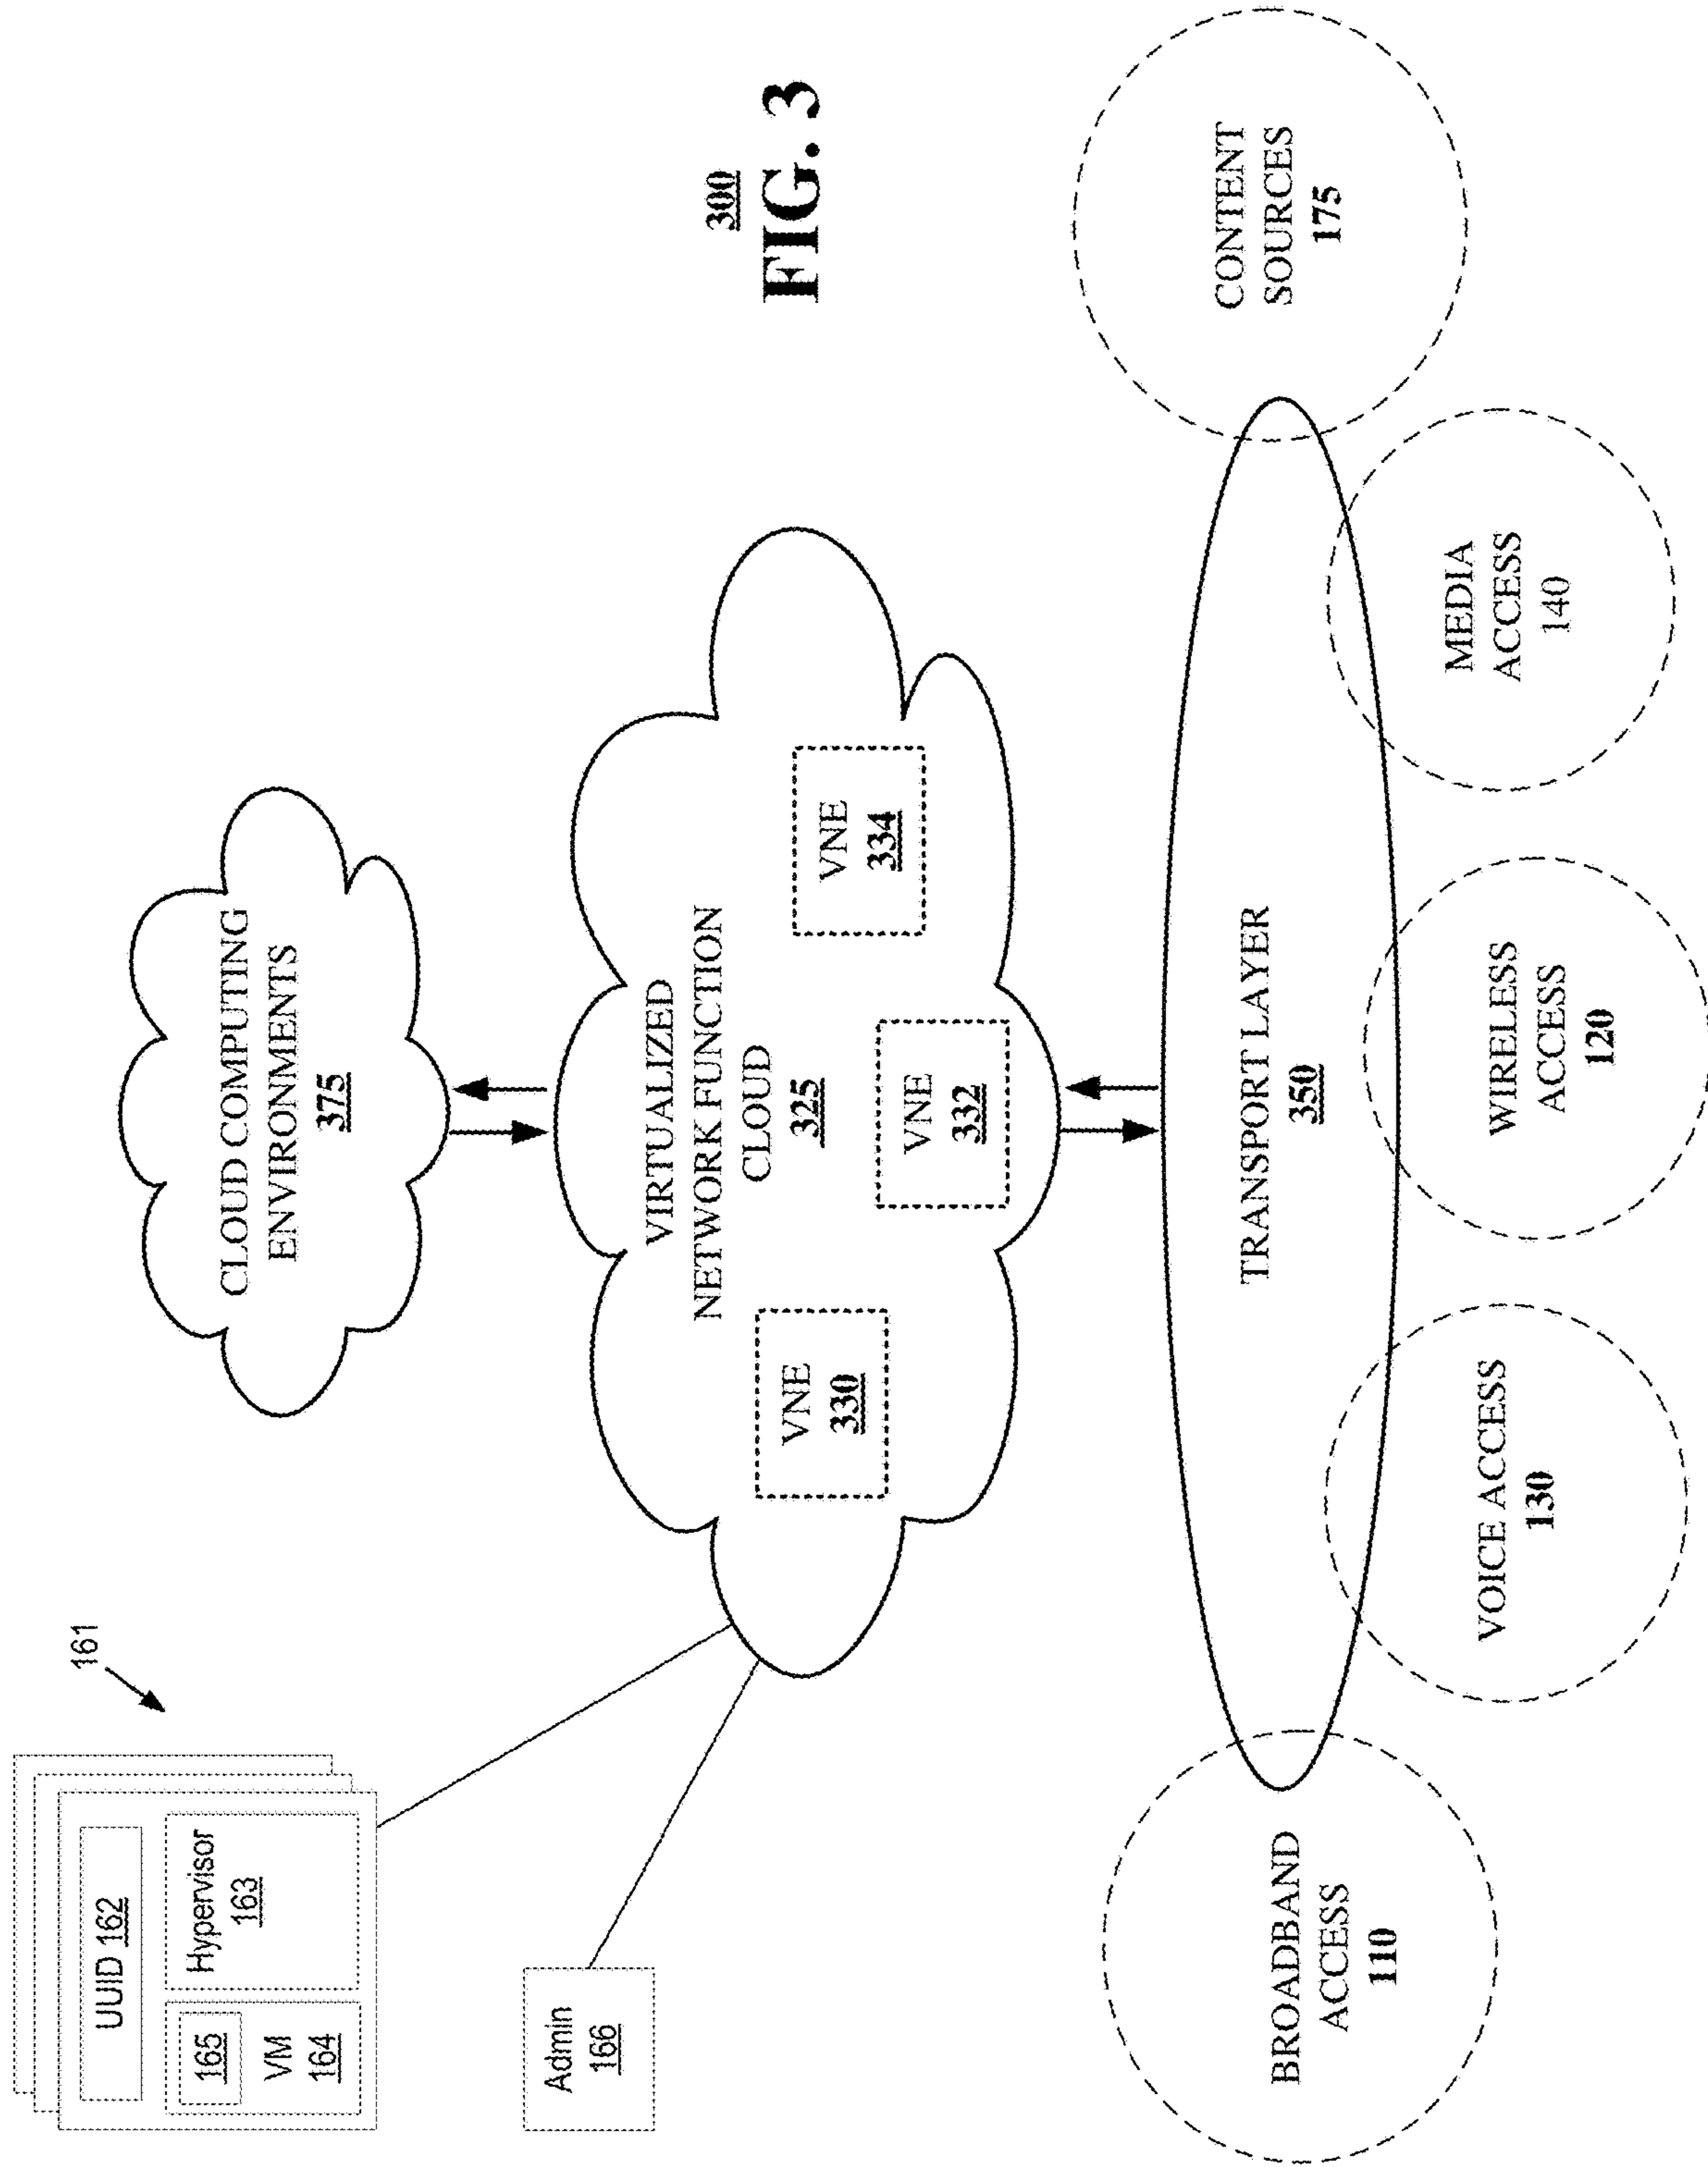 161
UUID 162
165
VM
164
Hypervisor
163
Admin
166
CLOUD COMPUTING
ENVIRONMENTS
375
VIRTUALIZED
NETWORK FUNCTION
CLOUD
325
VNE
330
VNE
332
VNE
334
300
FIG. 3
TRANSPORT LAYER
350
BROADBAND
ACCESS
110
VOICE ACCESS
130
WIRELESS
ACCESS
120
MEDIA
ACCESS
140
CONTENT
SOURCES
175